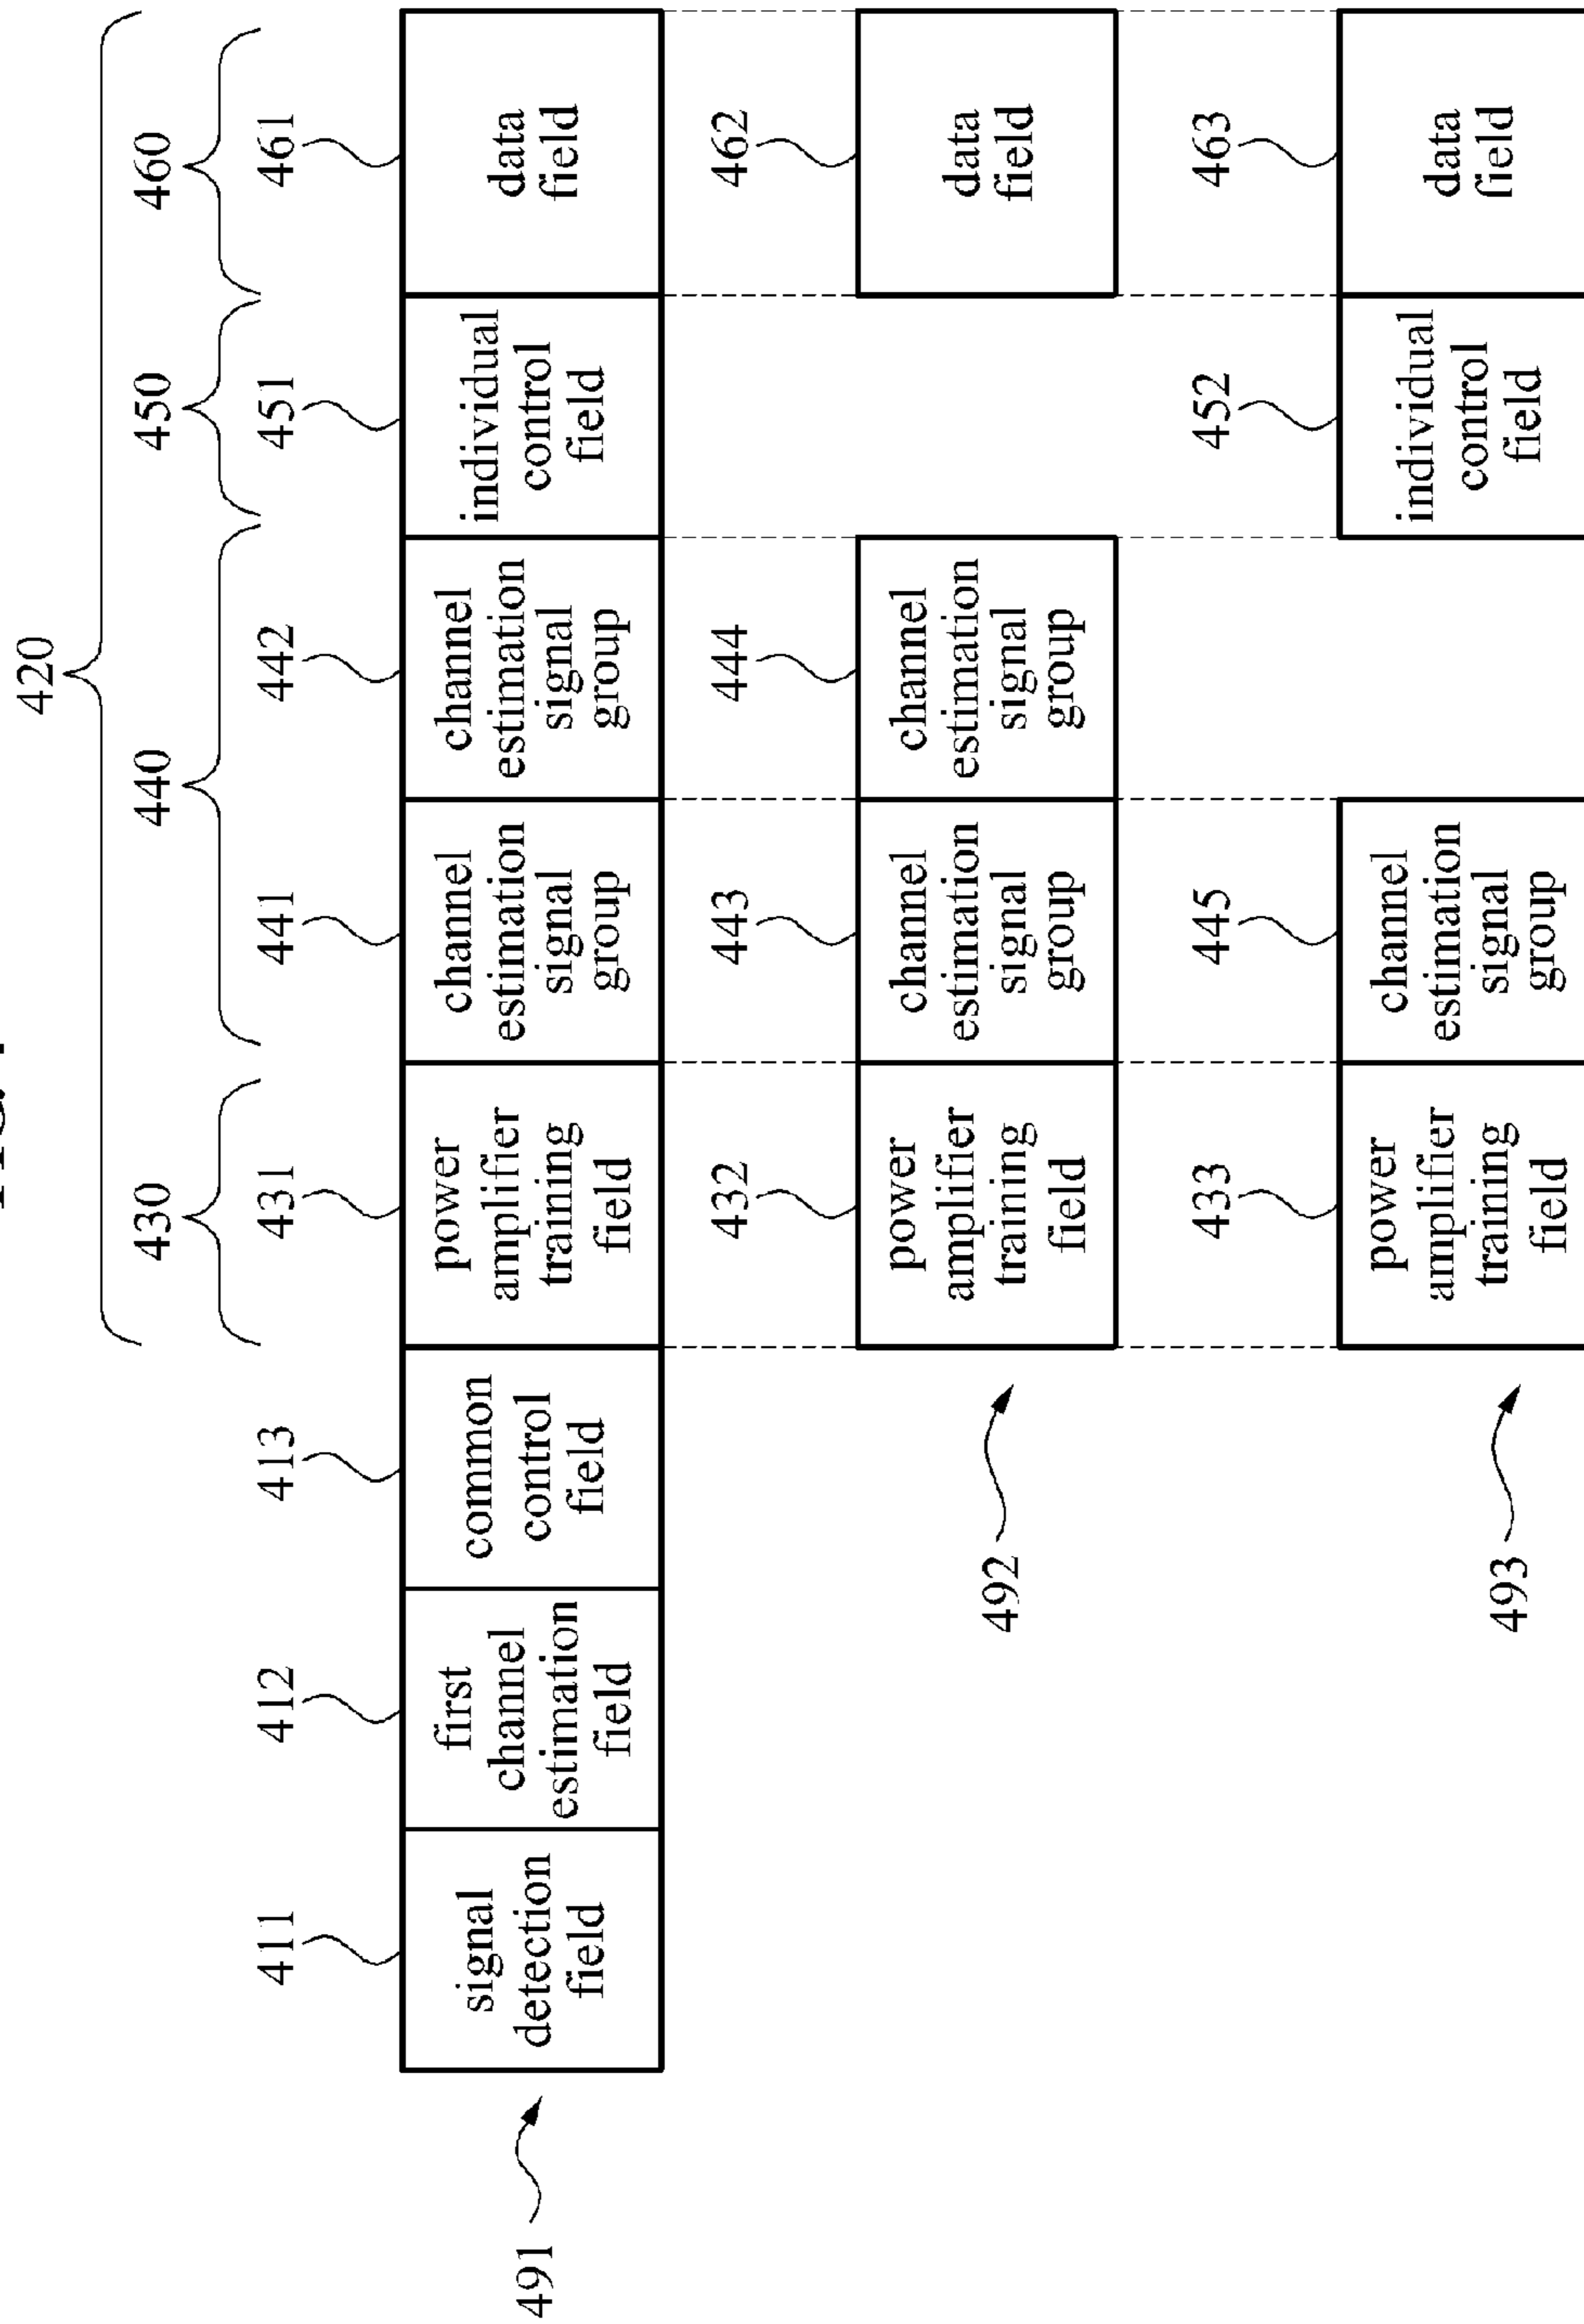 420
430
440
450
460
411
412
413
431
441
442
451
461
signal
detection
field
first
channel
estimation
field
common
control
field
power
amplifier
training
field
channel
estimation
signal
group
channel
estimation
signal
group
individual
control
field
data
field
491
432
443
444
462
power
amplifier
training
field
channel
estimation
signal
group
channel
estimation
signal
group
data
field
492
433
445
452
463
power
amplifier
training
field
channel
estimation
signal
group
individual
control
field
data
field
493